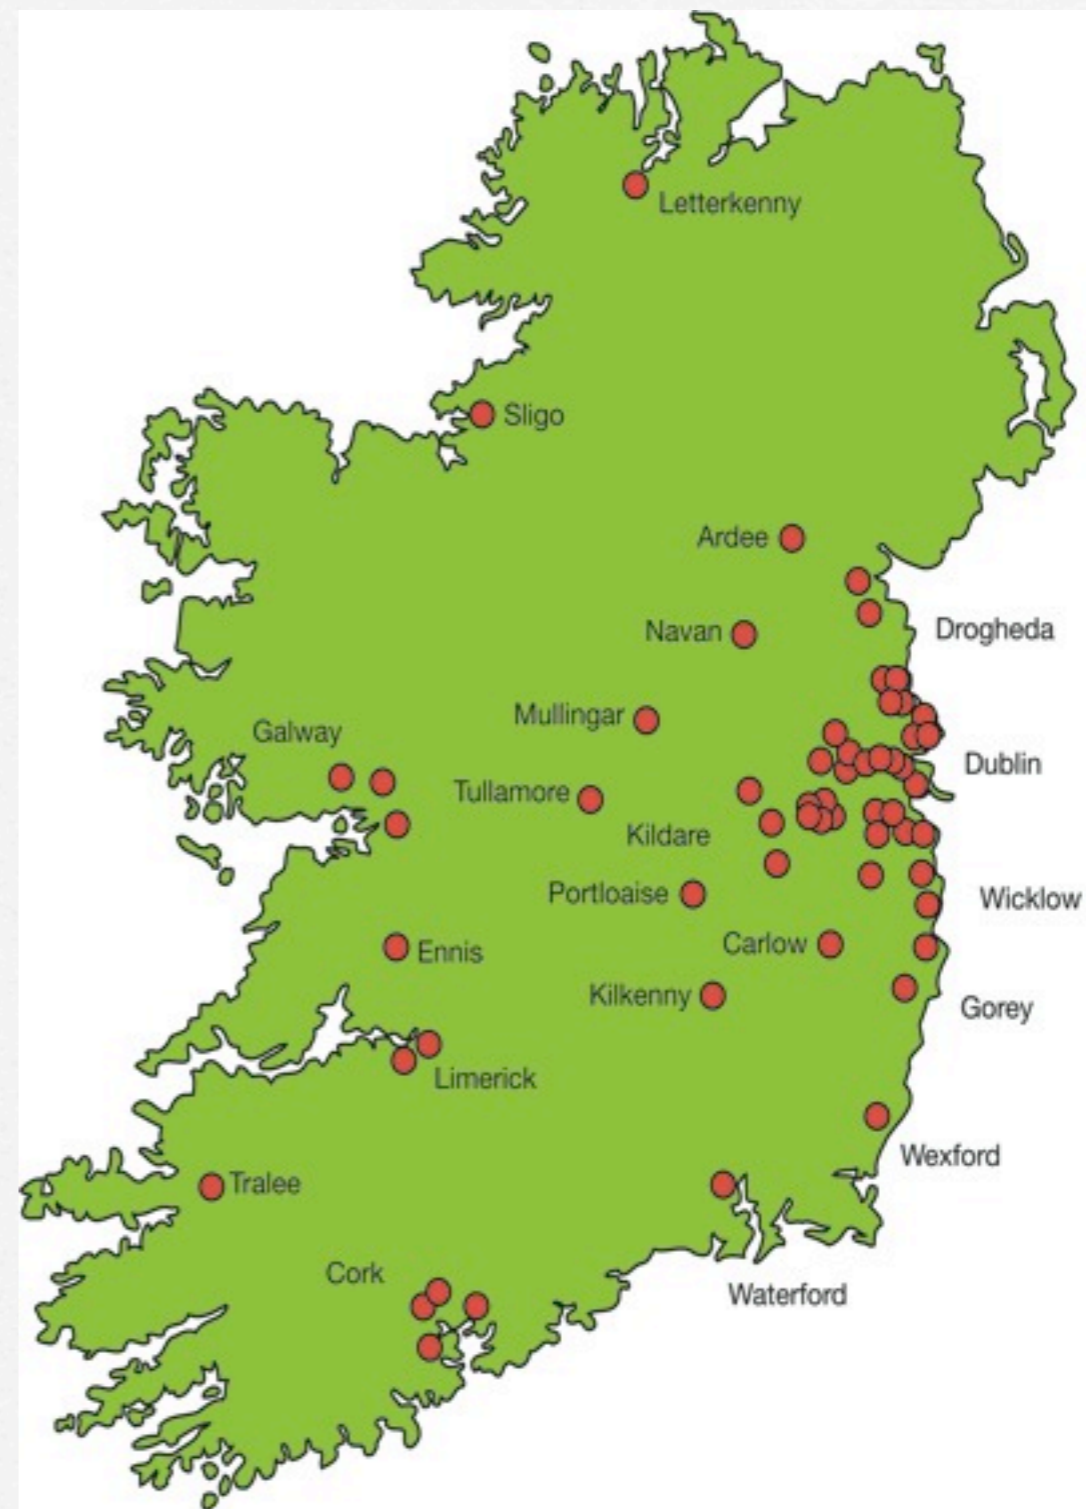 Letterkenny
Sligo
Ardee
Drogheda
Navan
Mullingar
Galway
Dublin
Tullamore
Kildare
Portloaise
Wicklow
Carlow
Ennis
Kilkenny
Gorey
Limerick
Wexford
Tralee
Cork
Waterford